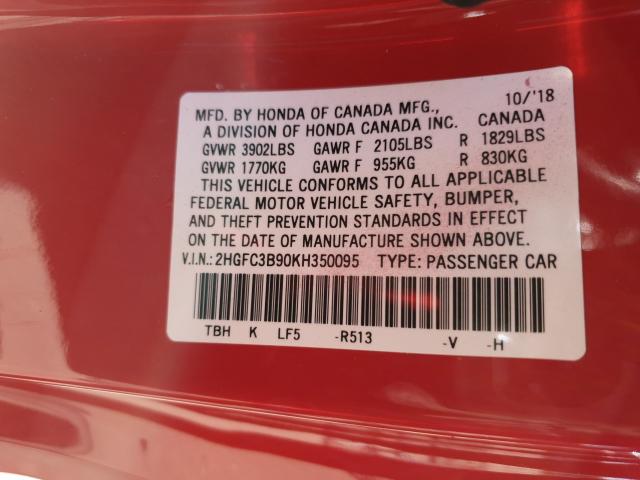 MFD. BY HONDA OF CANADA MFG., 10/'18
A DIVISION OF HONDA CANADA INC. CANADA
GVWR 3902LBS GAWR F 2105LBS R 1829LBS
GVWR 1770KG GAWR F 955KG R 830KG
THIS VEHICLE CONFORMS TO ALL APPLICABLE
FEDERAL MOTOR VEHICLE SAFETY, BUMPER,
AND THEFT PREVENTION STANDARDS IN EFFECT
ON THE DATE OF MANUFACTURE SHOWN ABOVE.
V.I.N.: 2HGFC3B90KH350095 TYPE: PASSENGER CAR
TBH K LF5 -R513 -V -H